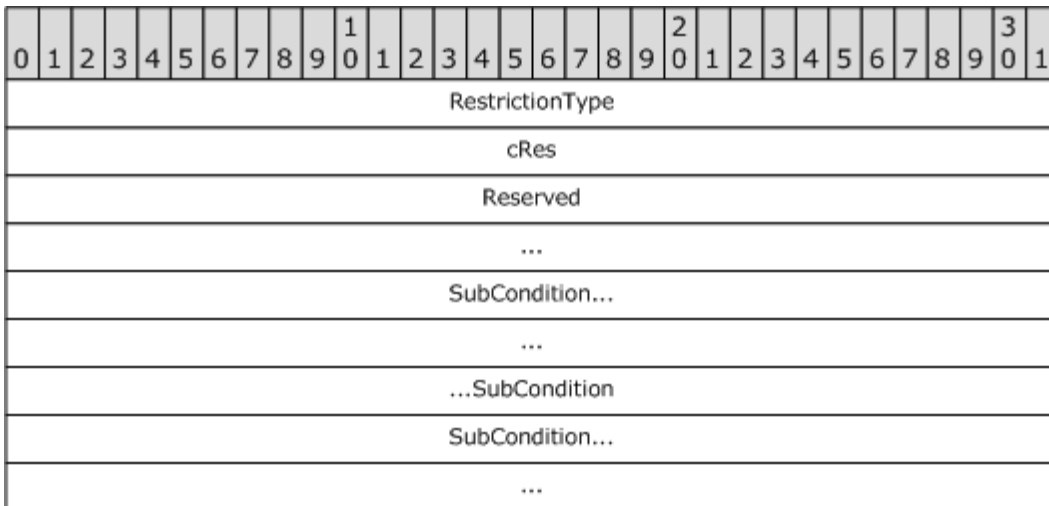 1 2 3
0 1 2 3 4 5 6 7 8 9 0 1 2 3 4 5 6 7 8 9 0 1 2 3 4 5 6 7 8 9 0 1
RestrictionType
cRes
Reserved
...
SubCondition...
...
...SubCondition
SubCondition...
...